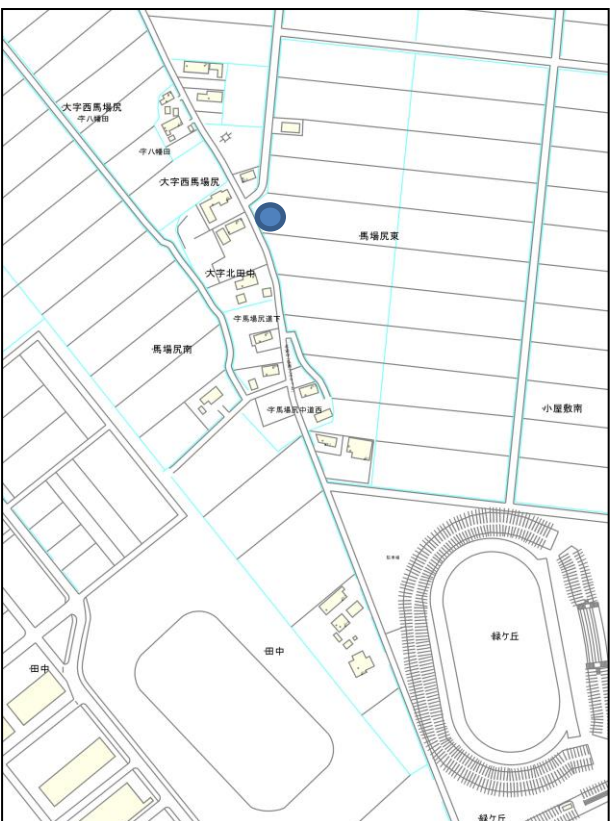 大字西馬場尻
字八幡田
字八幡田
大字西馬場尻
馬場尻東
大字北田中
字馬場尻道下
馬場尻南
字馬場尻中道西
小屋敷南
駐車場
緑ケ丘
田中
田中
緑ケ丘